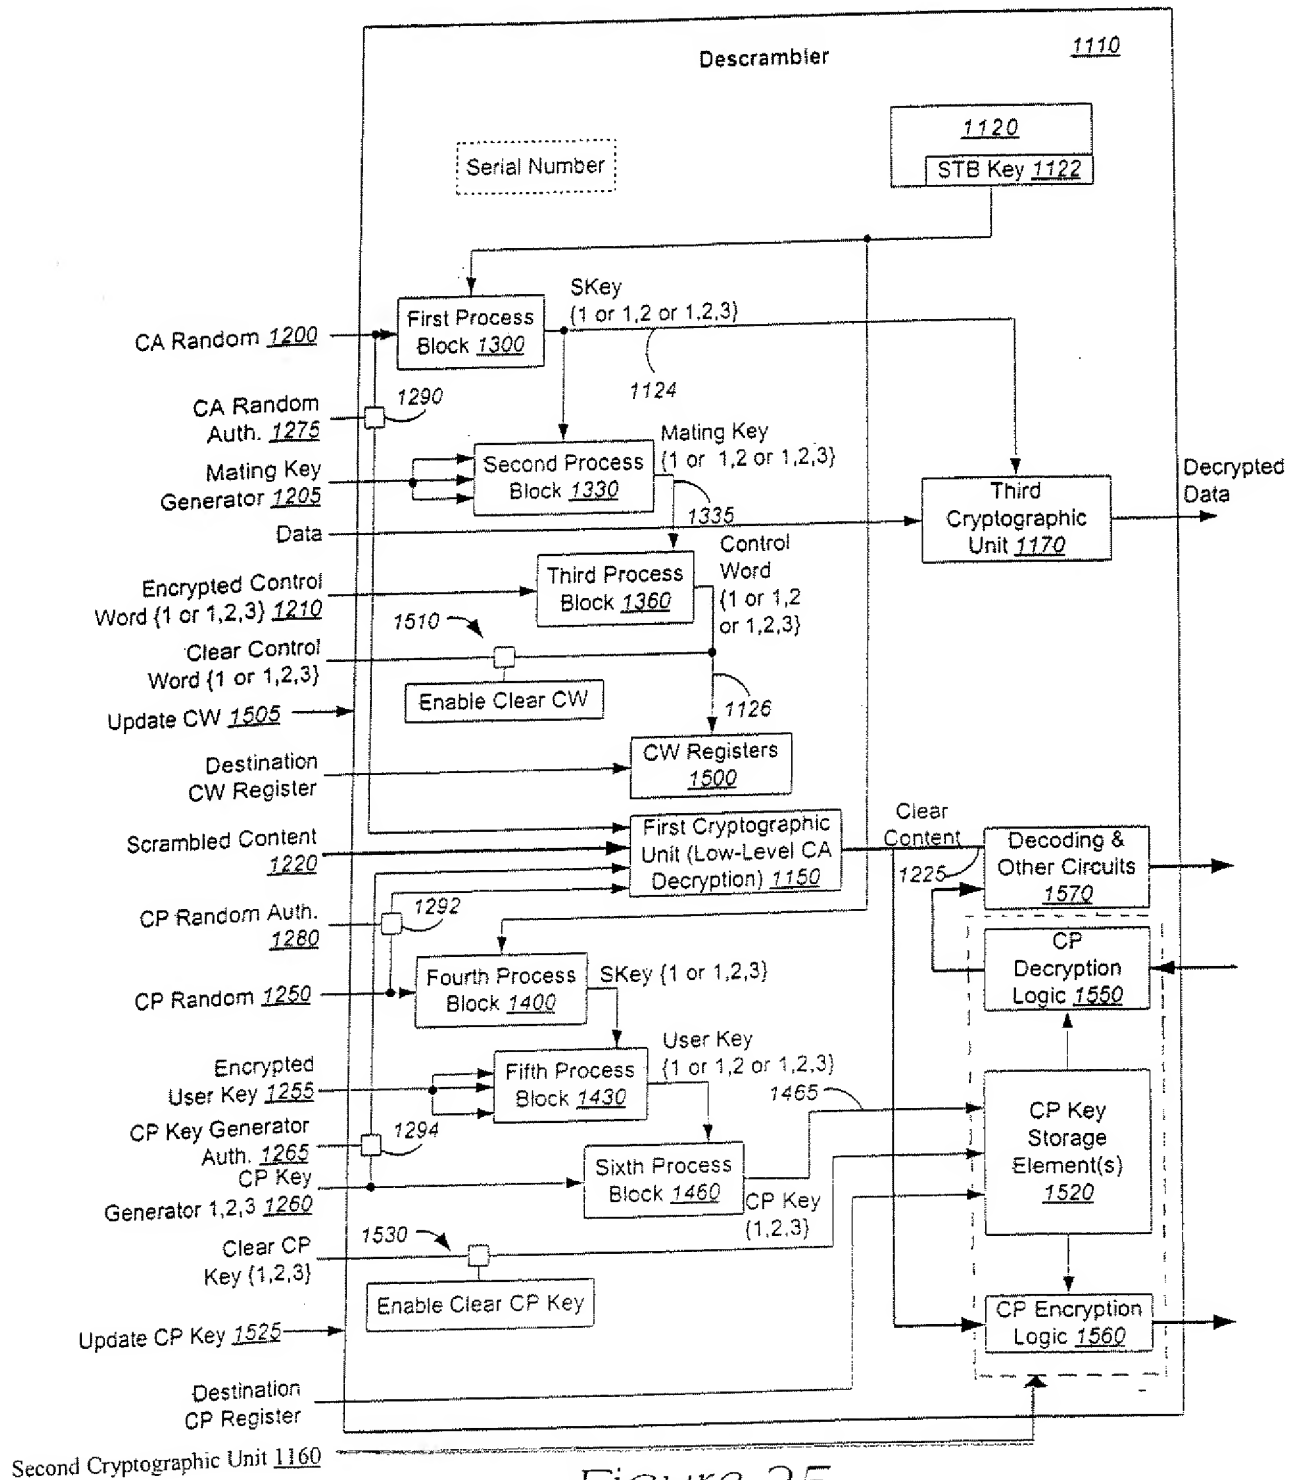 Descrambler
1110
1120
STB Key 1122
Serial Number
SKey
{1 or 1,2 or 1,2,3}
First Process
Block 1300
CA Random 1200
1124
1290
CA Random
Auth. 1275
Mating Key
{1 or 1,2 or 1,2,3}
Second Process
Block 1330
Mating Key
Generator 1205
1335
Decrypted
Data
Third
Cryptographic
Unit 1170
Data
Control
Word
{1 or 1,2
or 1,2,3}
Third Process
Block 1360
Encrypted Control
Word {1 or 1,2,3} 1210
1510
Clear Control
Word {1 or 1,2,3}
Enable Clear CW
1126
Update CW 1505
CW Registers
1500
Destination
CW Register
First Cryptographic
Unit (Low-Level CA
Decryption) 1150
Scrambled Content
1220
Clear
Content
1225
Decoding &
Other Circuits
1570
CP Random Auth.
1280
1292
CP
Decryption
Logic 1550
Fourth Process
Block 1400
SKey {1 or 1,2,3}
CP Random 1250
User Key
{1 or 1,2 or 1,2,3}
Fifth Process
Block 1430
Encrypted
User Key 1255
1465
CP Key
Storage
Element(s)
1520
CP Key Generator
Auth. 1265
1294
Sixth Process
Block 1460
CP Key
Generator 1,2,3 1260
CP Key
{1,2,3}
1530
Clear CP
Key {1,2,3}
Enable Clear CP Key
CP Encryption
Logic 1560
Update CP Key 1525
Destination
CP Register
Second Cryptographic Unit 1160
Figure 25